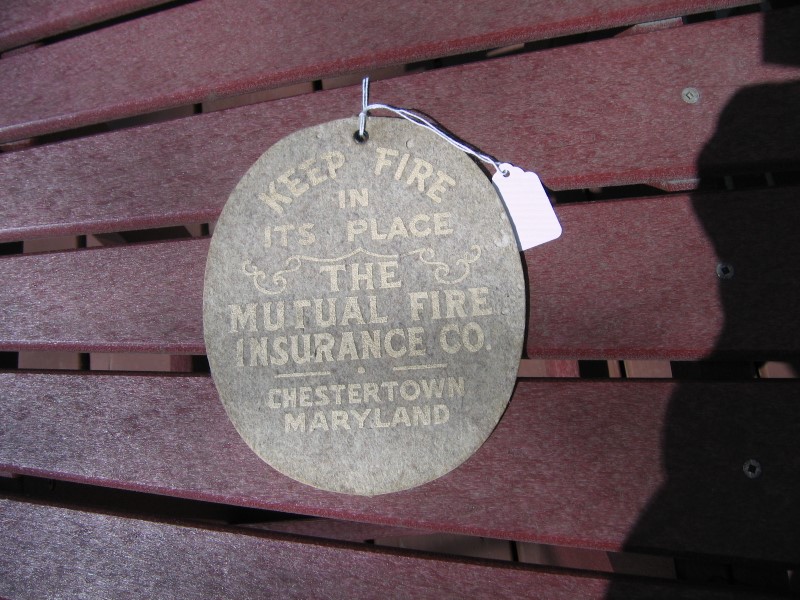 KEEP FIRE
IN
ITS PLACE
THE
MUTUAL FIRE
INSURANCE CO.
CHESTERTOWN
MARYLAND